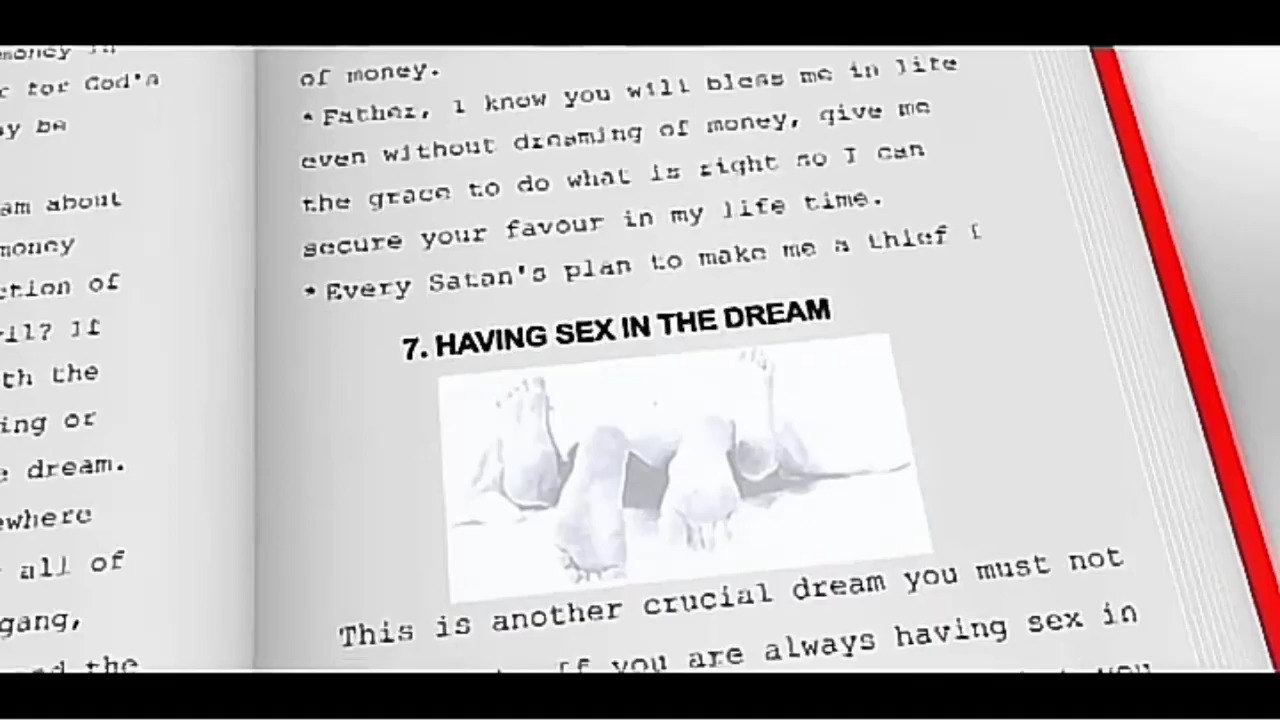 money in
for God's
be
am about
money
ction of
If
th the
ing or
dream.
ewhere
all of
gang,
the
of money.
*Father, i know you will bless me in life
even without dreaming of money, give me
the grace to do what is right so I can
secure your favour in my life time.
*Every Satan's plan to make me a thief
7. HAVING SEX IN THE DREAM
This is another crucial dream you must not
If you are always having sex in
you